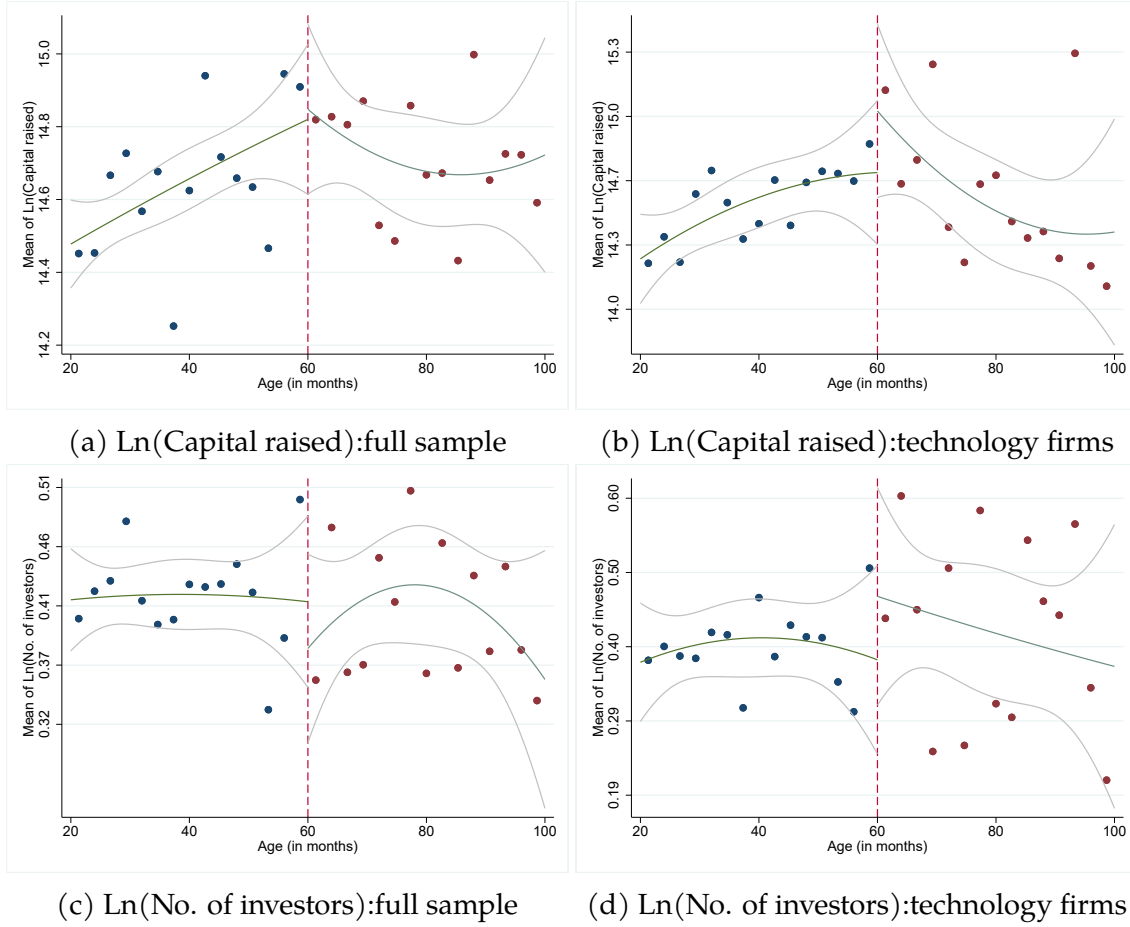 15.0
14.8
14.6
14.4
14.2
Mean of Ln(Capital raised)
20 40 60 80 100
Age (in months)
(a) Ln(Capital raised):full sample
15.3
15.0
14.7
14.3
14.0
Mean of Ln(Capital raised)
20 40 60 80 100
Age (in months)
(b) Ln(Capital raised):technology firms
0.51
0.46
0.41
0.37
0.32
Mean of Ln(No. of investors)
20 40 60 80 100
Age (in months)
(c) Ln(No. of investors):full sample
0.60
0.50
0.40
0.29
0.19
Mean of Ln(No. of investors)
20 40 60 80 100
Age (in months)
(d) Ln(No. of investors):technology firms